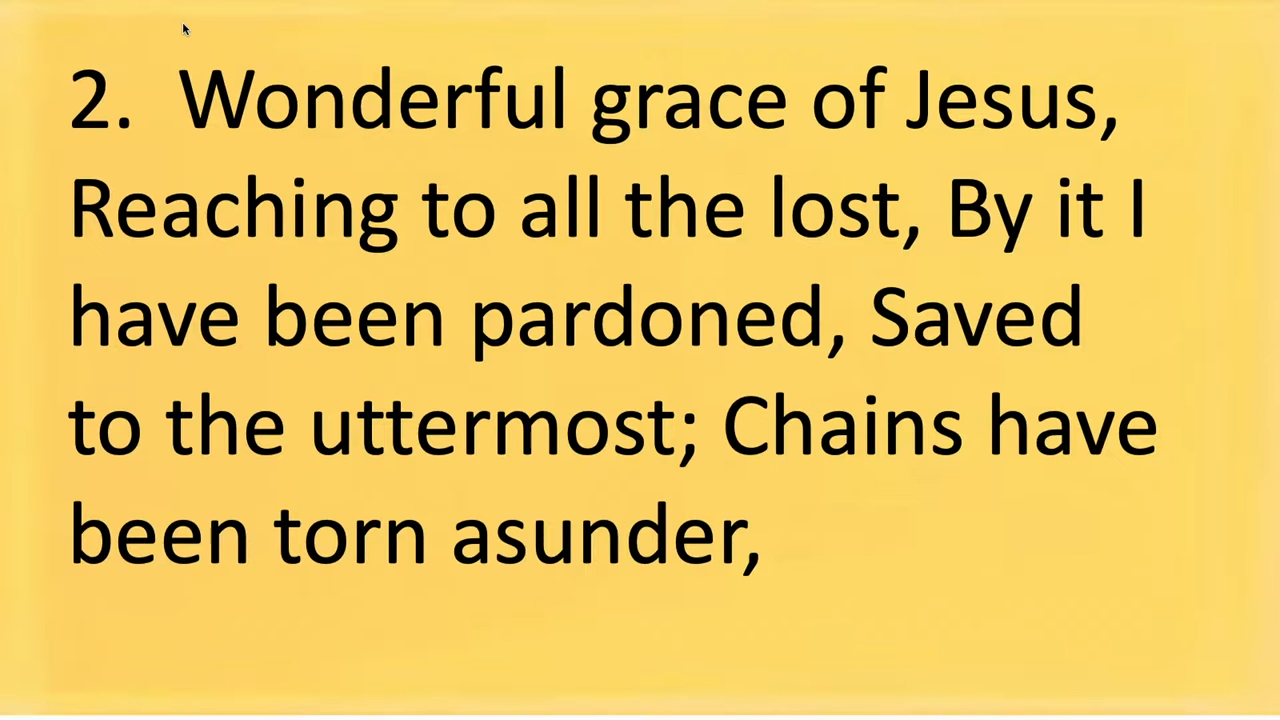 2. Wonderful grace of Jesus,
Reaching to all the lost, By it I
have been pardoned, Saved
to the uttermost; Chains have
been torn asunder,